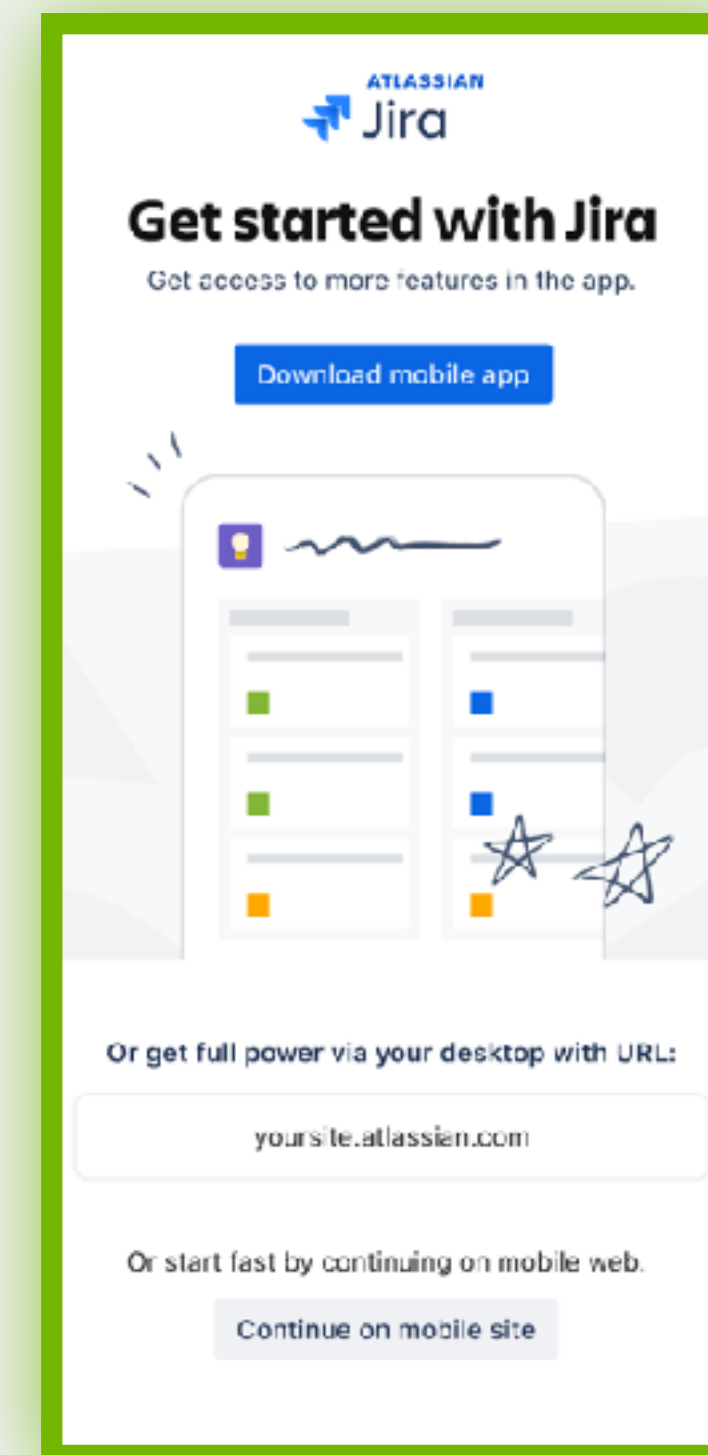 ATLASSIAN
Jira
Get started with Jira
Get access to more features in the app.
Download mobile app
Or get full power via your desktop with URL:
yoursite.atlassian.com
Or start fast by continuing on mobile web.
Continue on mobile site